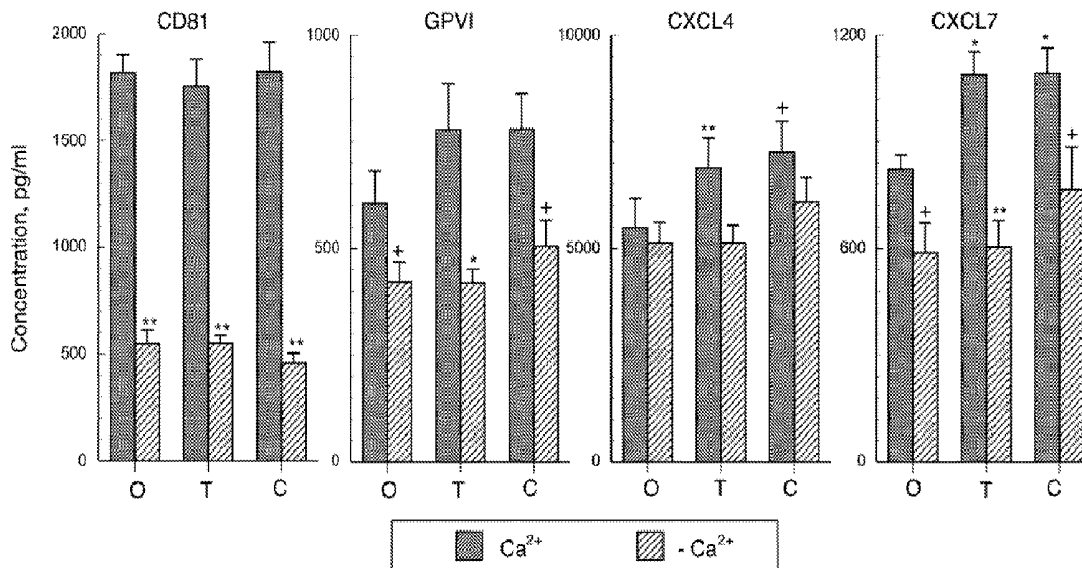 CD81 GPVI CXCL4 CXCL7
Concentration, pg/ml
2000
1500
1000
500
0
** ** **
O T C
1000
500
0
+ * +
O T C
10000
5000
0
** +
O T C
1200
600
0
+ * ** * +
O T C
Ca²⁺ - Ca²⁺